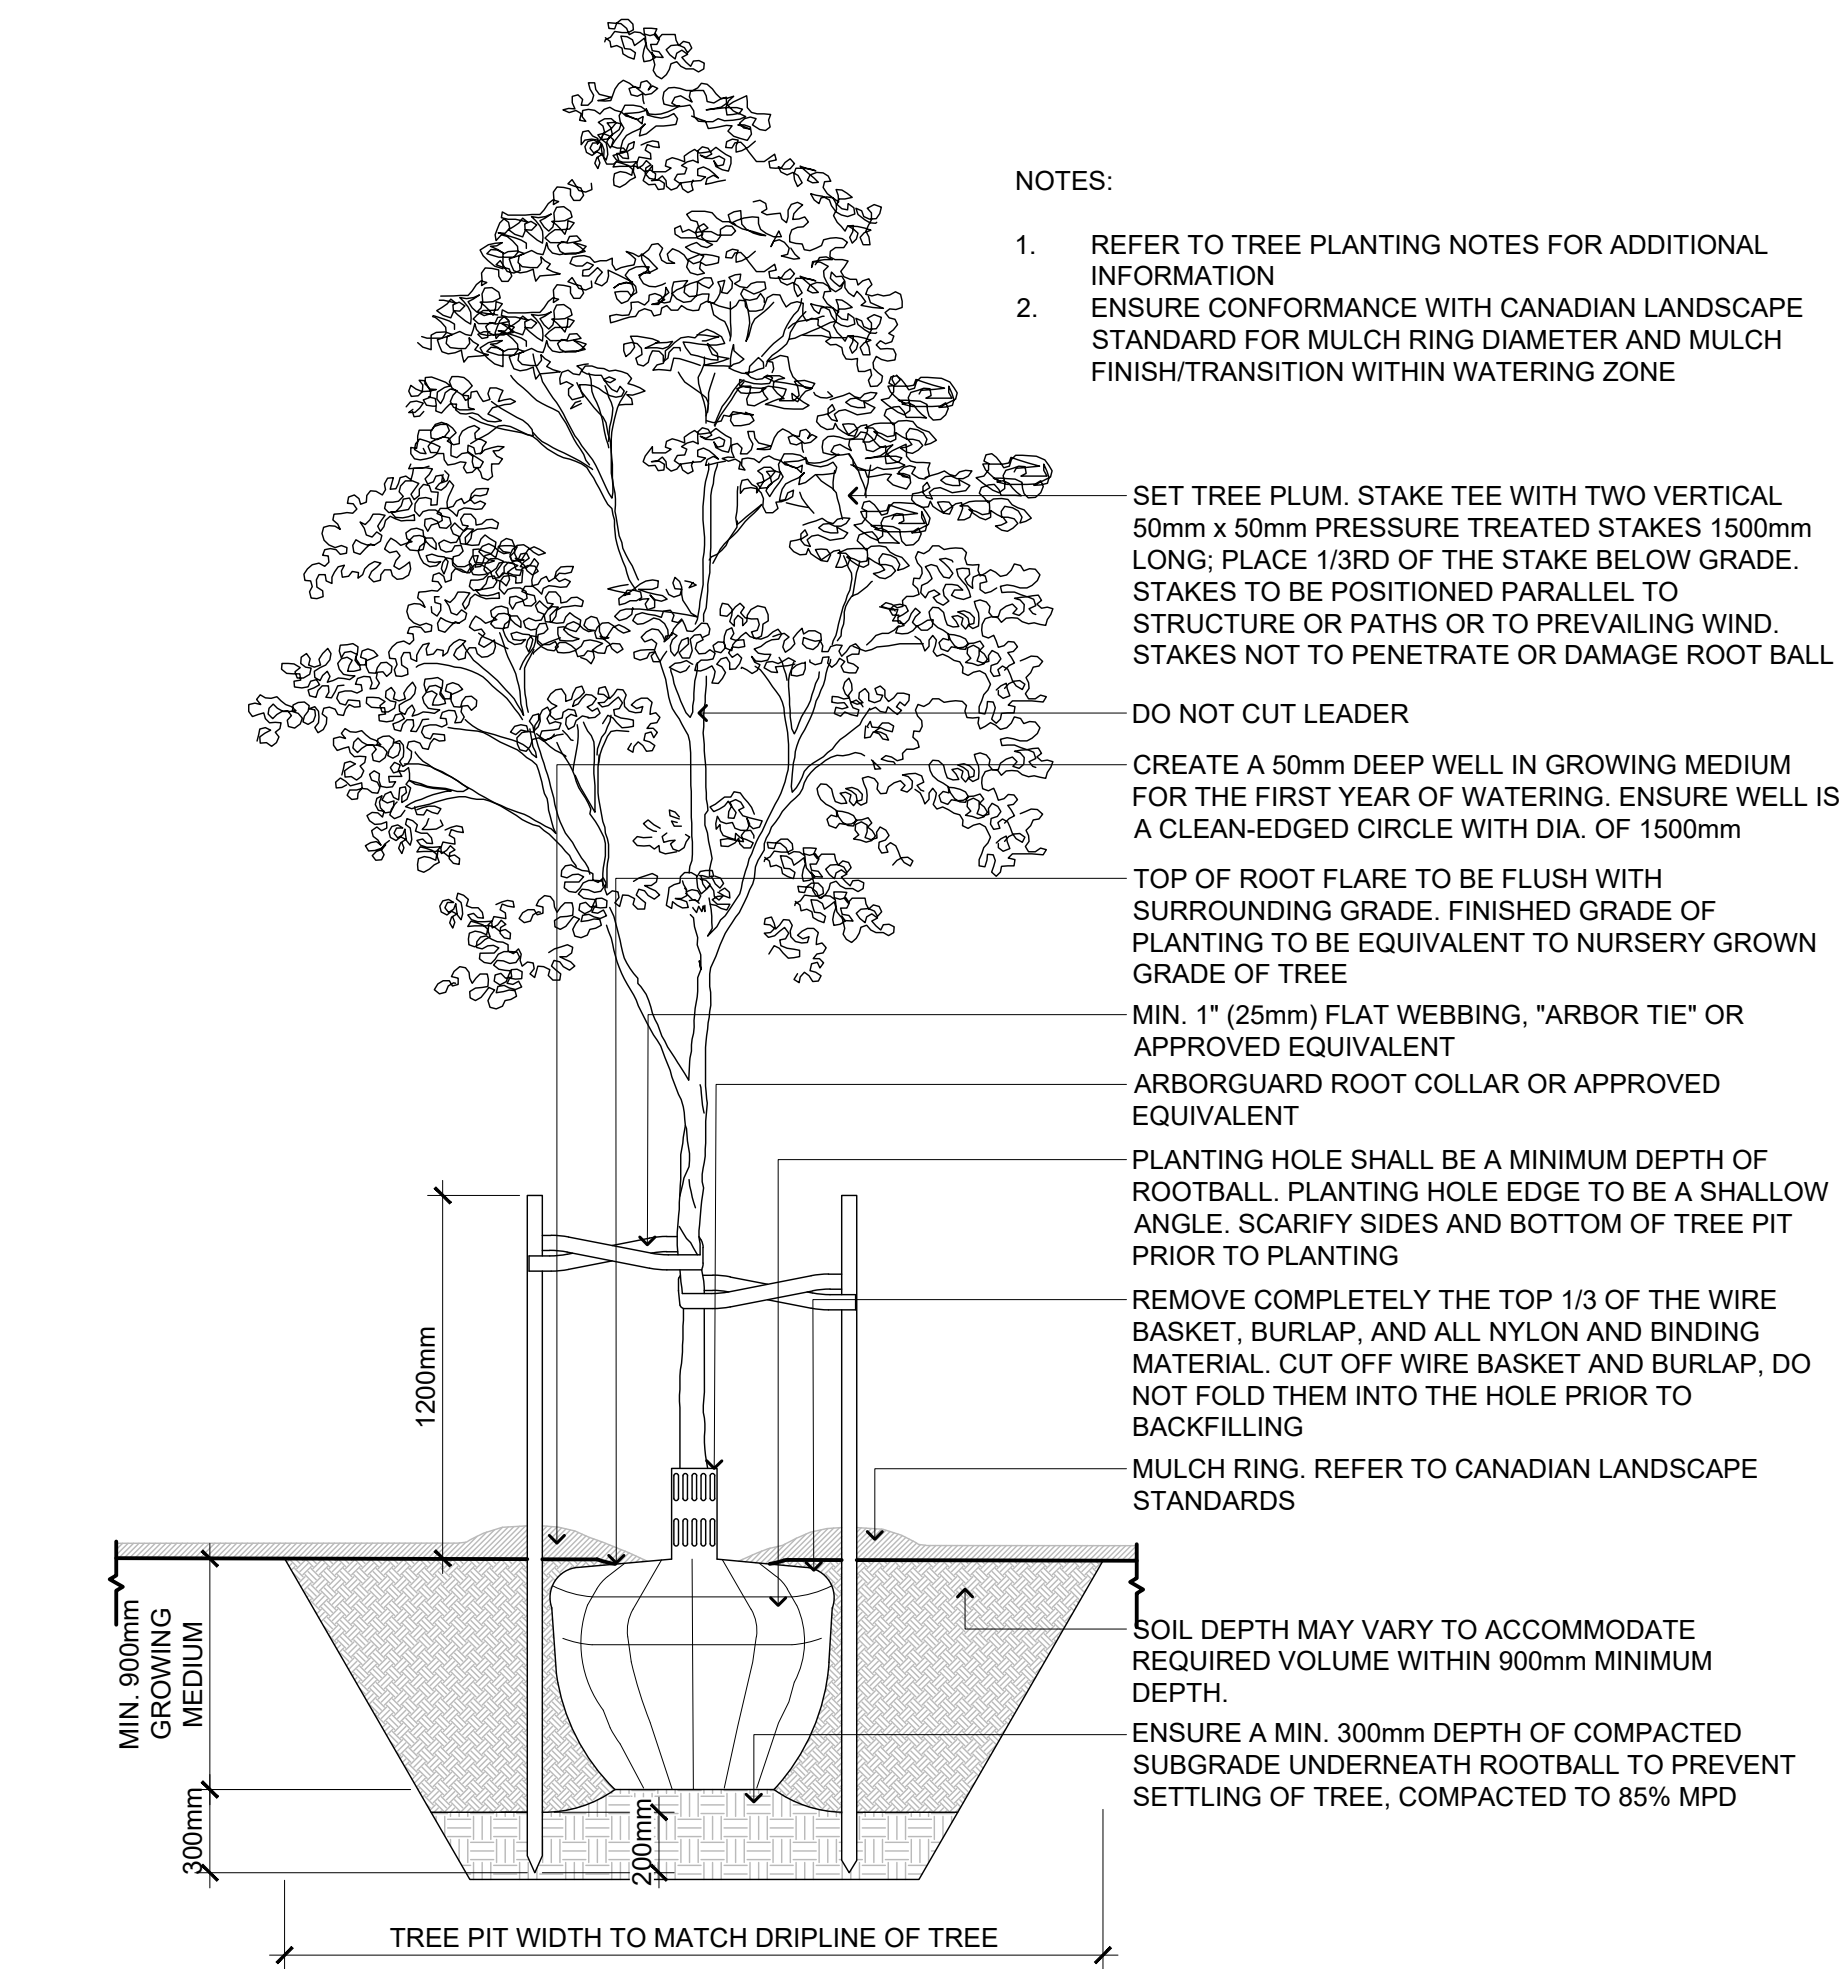 NOTES:
1. REFER TO TREE PLANTING NOTES FOR ADDITIONAL
INFORMATION
2. ENSURE CONFORMANCE WITH CANADIAN LANDSCAPE
STANDARD FOR MULCH RING DIAMETER AND MULCH
FINISH/TRANSITION WITHIN WATERING ZONE
SET TREE PLUM. STAKE TEE WITH TWO VERTICAL
50mm x 50mm PRESSURE TREATED STAKES 1500mm
LONG; PLACE 1/3RD OF THE STAKE BELOW GRADE.
STAKES TO BE POSITIONED PARALLEL TO
STRUCTURE OR PATHS OR TO PREVAILING WIND.
STAKES NOT TO PENETRATE OR DAMAGE ROOT BALL
DO NOT CUT LEADER
CREATE A 50mm DEEP WELL IN GROWING MEDIUM
FOR THE FIRST YEAR OF WATERING. ENSURE WELL IS
A CLEAN-EDGED CIRCLE WITH DIA. OF 1500mm
TOP OF ROOT FLARE TO BE FLUSH WITH
SURROUNDING GRADE. FINISHED GRADE OF
PLANTING TO BE EQUIVALENT TO NURSERY GROWN
GRADE OF TREE
MIN. 1" (25mm) FLAT WEBBING, "ARBOR TIE" OR
APPROVED EQUIVALENT
ARBORGUARD ROOT COLLAR OR APPROVED
EQUIVALENT
PLANTING HOLE SHALL BE A MINIMUM DEPTH OF
ROOTBALL. PLANTING HOLE EDGE TO BE A SHALLOW
ANGLE. SCARIFY SIDES AND BOTTOM OF TREE PIT
PRIOR TO PLANTING
REMOVE COMPLETELY THE TOP 1/3 OF THE WIRE
BASKET, BURLAP, AND ALL NYLON AND BINDING
MATERIAL. CUT OFF WIRE BASKET AND BURLAP, DO
NOT FOLD THEM INTO THE HOLE PRIOR TO
BACKFILLING
MULCH RING. REFER TO CANADIAN LANDSCAPE
STANDARDS
SOIL DEPTH MAY VARY TO ACCOMMODATE
REQUIRED VOLUME WITHIN 900mm MINIMUM
DEPTH.
ENSURE A MIN. 300mm DEPTH OF COMPACTED
SUBGRADE UNDERNEATH ROOTBALL TO PREVENT
SETTLING OF TREE, COMPACTED TO 85% MPD
1200mm
MIN. 900mm
GROWING
MEDIUM
300mm
200mm
TREE PIT WIDTH TO MATCH DRIPLINE OF TREE